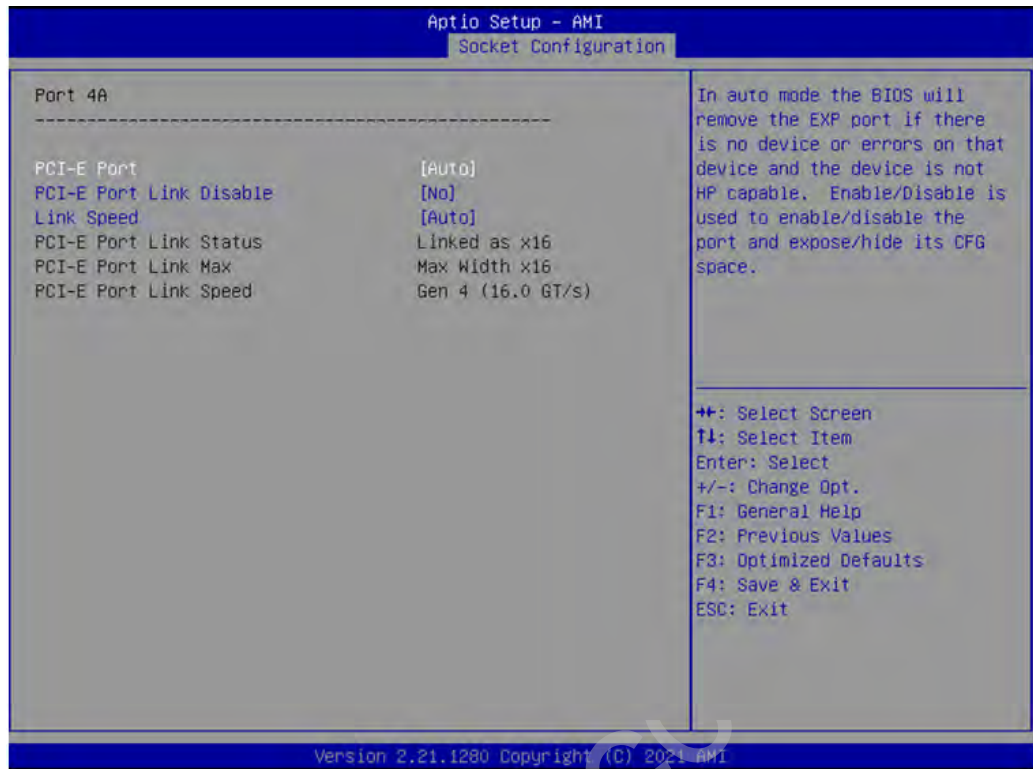 Aptio Setup - AMI
Socket Configuration
Port 4A
--------------------------------------------------
PCI-E Port [Auto]
PCI-E Port Link Disable [No]
Link Speed [Auto]
PCI-E Port Link Status Linked as x16
PCI-E Port Link Max Max Width x16
PCI-E Port Link Speed Gen 4 (16.0 GT/s)
In auto mode the BIOS will
remove the EXP port if there
is no device or errors on that
device and the device is not
HP capable. Enable/Disable is
used to enable/disable the
port and expose/hide its CFG
space.
→←: Select Screen
↑↓: Select Item
Enter: Select
+/-: Change Opt.
F1: General Help
F2: Previous Values
F3: Optimized Defaults
F4: Save & Exit
ESC: Exit
Version 2.21.1280 Copyright (C) 2021 AMI